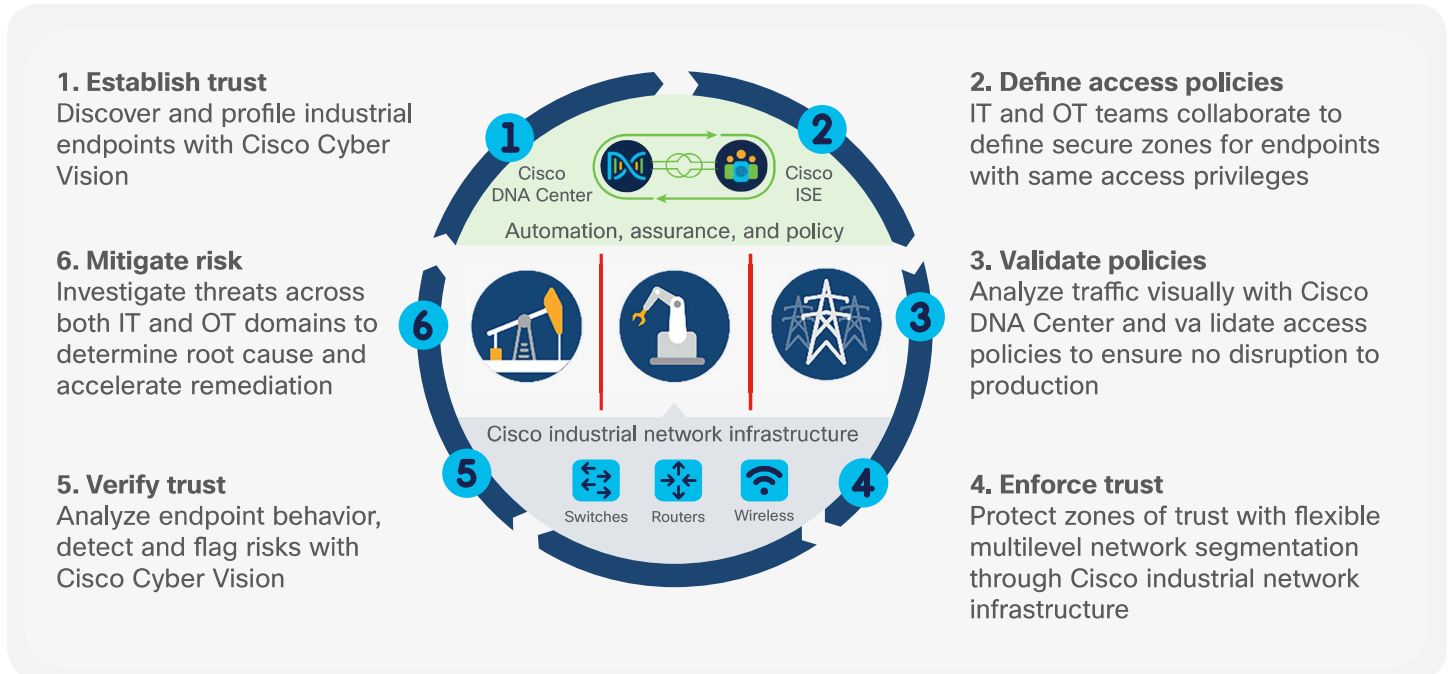 1. Establish trust
Discover and profile industrial
endpoints with Cisco Cyber
Vision
2. Define access policies
IT and OT teams collaborate to
define secure zones for endpoints
with same access privileges
3. Validate policies
Analyze traffic visually with Cisco
DNA Center and va lidate access
policies to ensure no disruption to
production
4. Enforce trust
Protect zones of trust with flexible
multilevel network segmentation
through Cisco industrial network
infrastructure
5. Verify trust
Analyze endpoint behavior,
detect and flag risks with
Cisco Cyber Vision
6. Mitigate risk
Investigate threats across
both IT and OT domains to
determine root cause and
accelerate remediation
1
2
3
4
5
6
Cisco
DNA Center
Cisco
ISE
Automation, assurance, and policy
Cisco industrial network infrastructure
Switches
Routers
Wireless